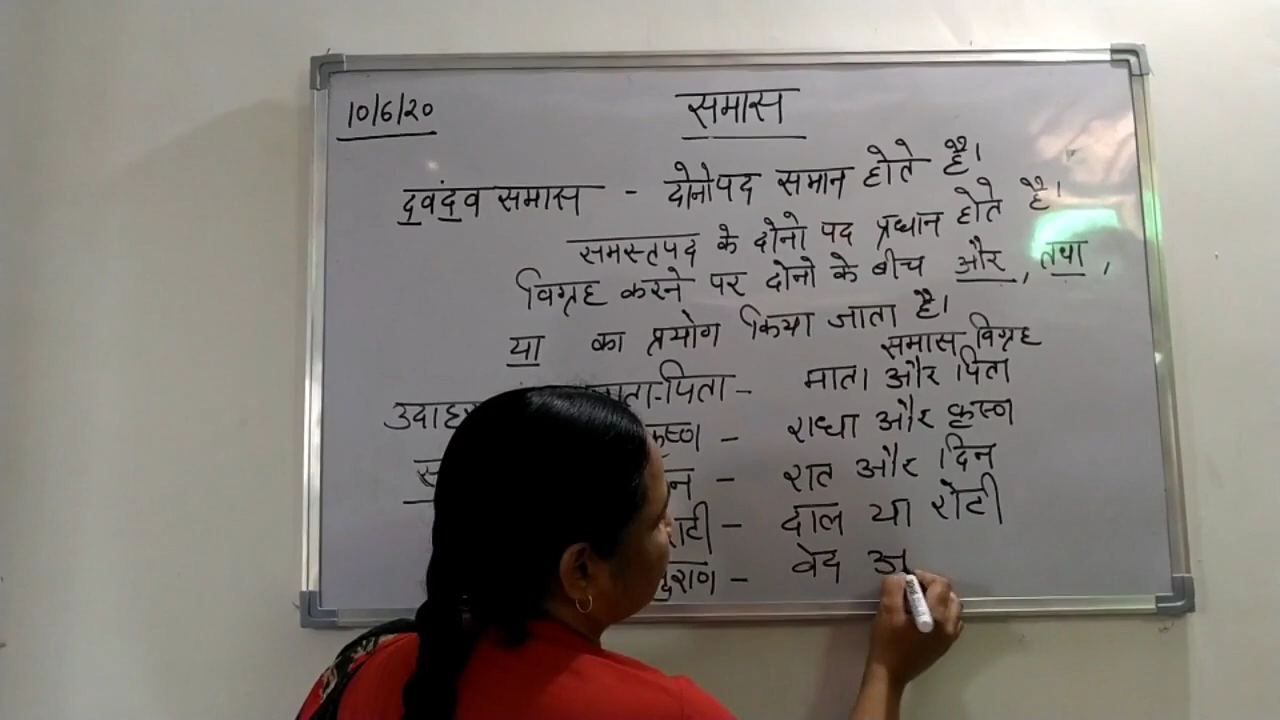 10/6/20
समास
द्वंद्व समास - दोनोपद समान होते है।
समस्तपद के दोनो पद प्रधान होते है।
विग्रह करने पर दोनो के बीच और, तथा,
या का प्रयोग किया जाता है।
समास विग्रह
माता-पिता - माता और पिता
कृष्ण - राधा और कृष्ण
रात और दिन
दाल या रोटी
पुराण - वेद